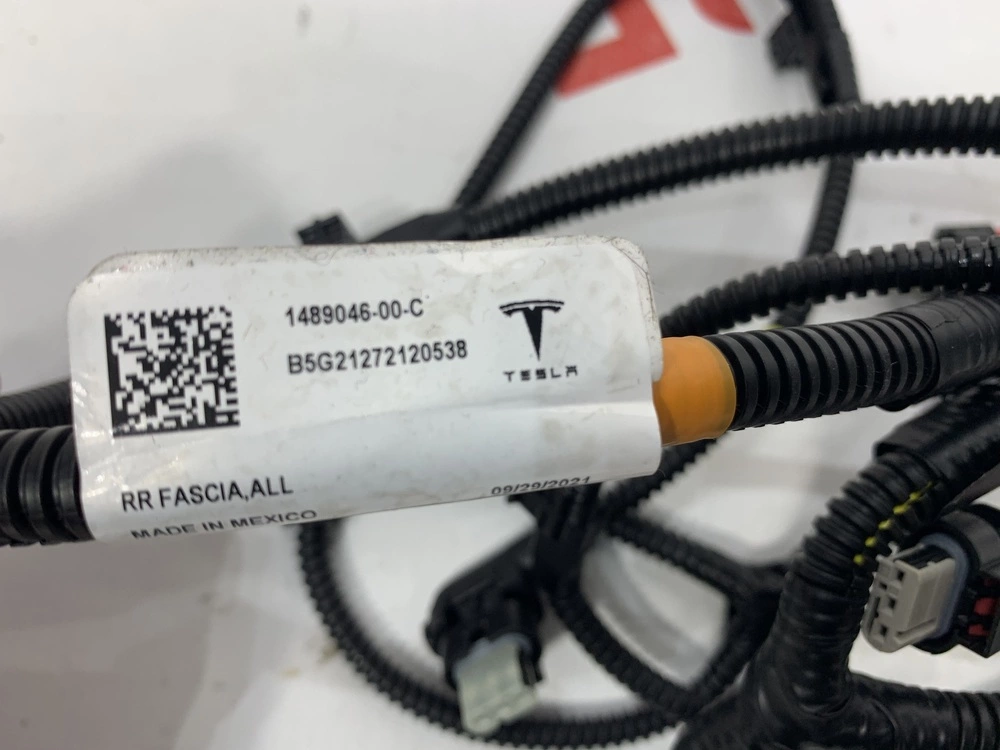 1489046-00-C
B5G21272120538
TESLA
RR FASCIA,ALL
09/29/2021
MADE IN MEXICO